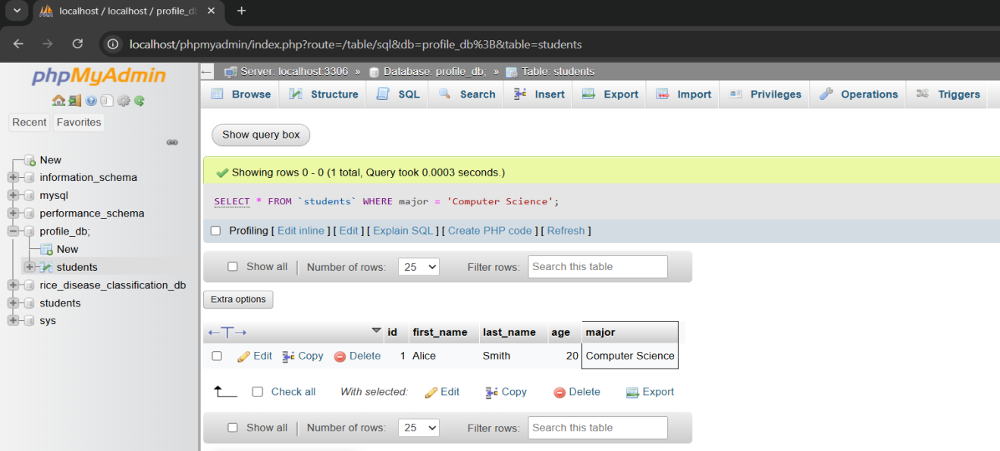 localhost / localhost / profile_d
localhost/phpmyadmin/index.php?route=/table/sql&db=profile_db%3B&table=students
phpMyAdmin
Recent Favorites
New
information_schema
mysql
performance_schema
profile_db;
New
students
rice_disease_classification_db
students
sys
Server: localhost:3306 » Database: profile_db; » Table: students
Browse Structure SQL Search Insert Export Import Privileges Operations Triggers
Show query box
Showing rows 0 - 0 (1 total, Query took 0.0003 seconds.)
SELECT * FROM `students` WHERE major = 'Computer Science';
Profiling [ Edit inline ] [ Edit ] [ Explain SQL ] [ Create PHP code ] [ Refresh ]
Show all Number of rows: 25 Filter rows: Search this table
Extra options
id first_name last_name age major
Edit Copy Delete 1 Alice Smith 20 Computer Science
Check all With selected: Edit Copy Delete Export
Show all Number of rows: 25 Filter rows: Search this table